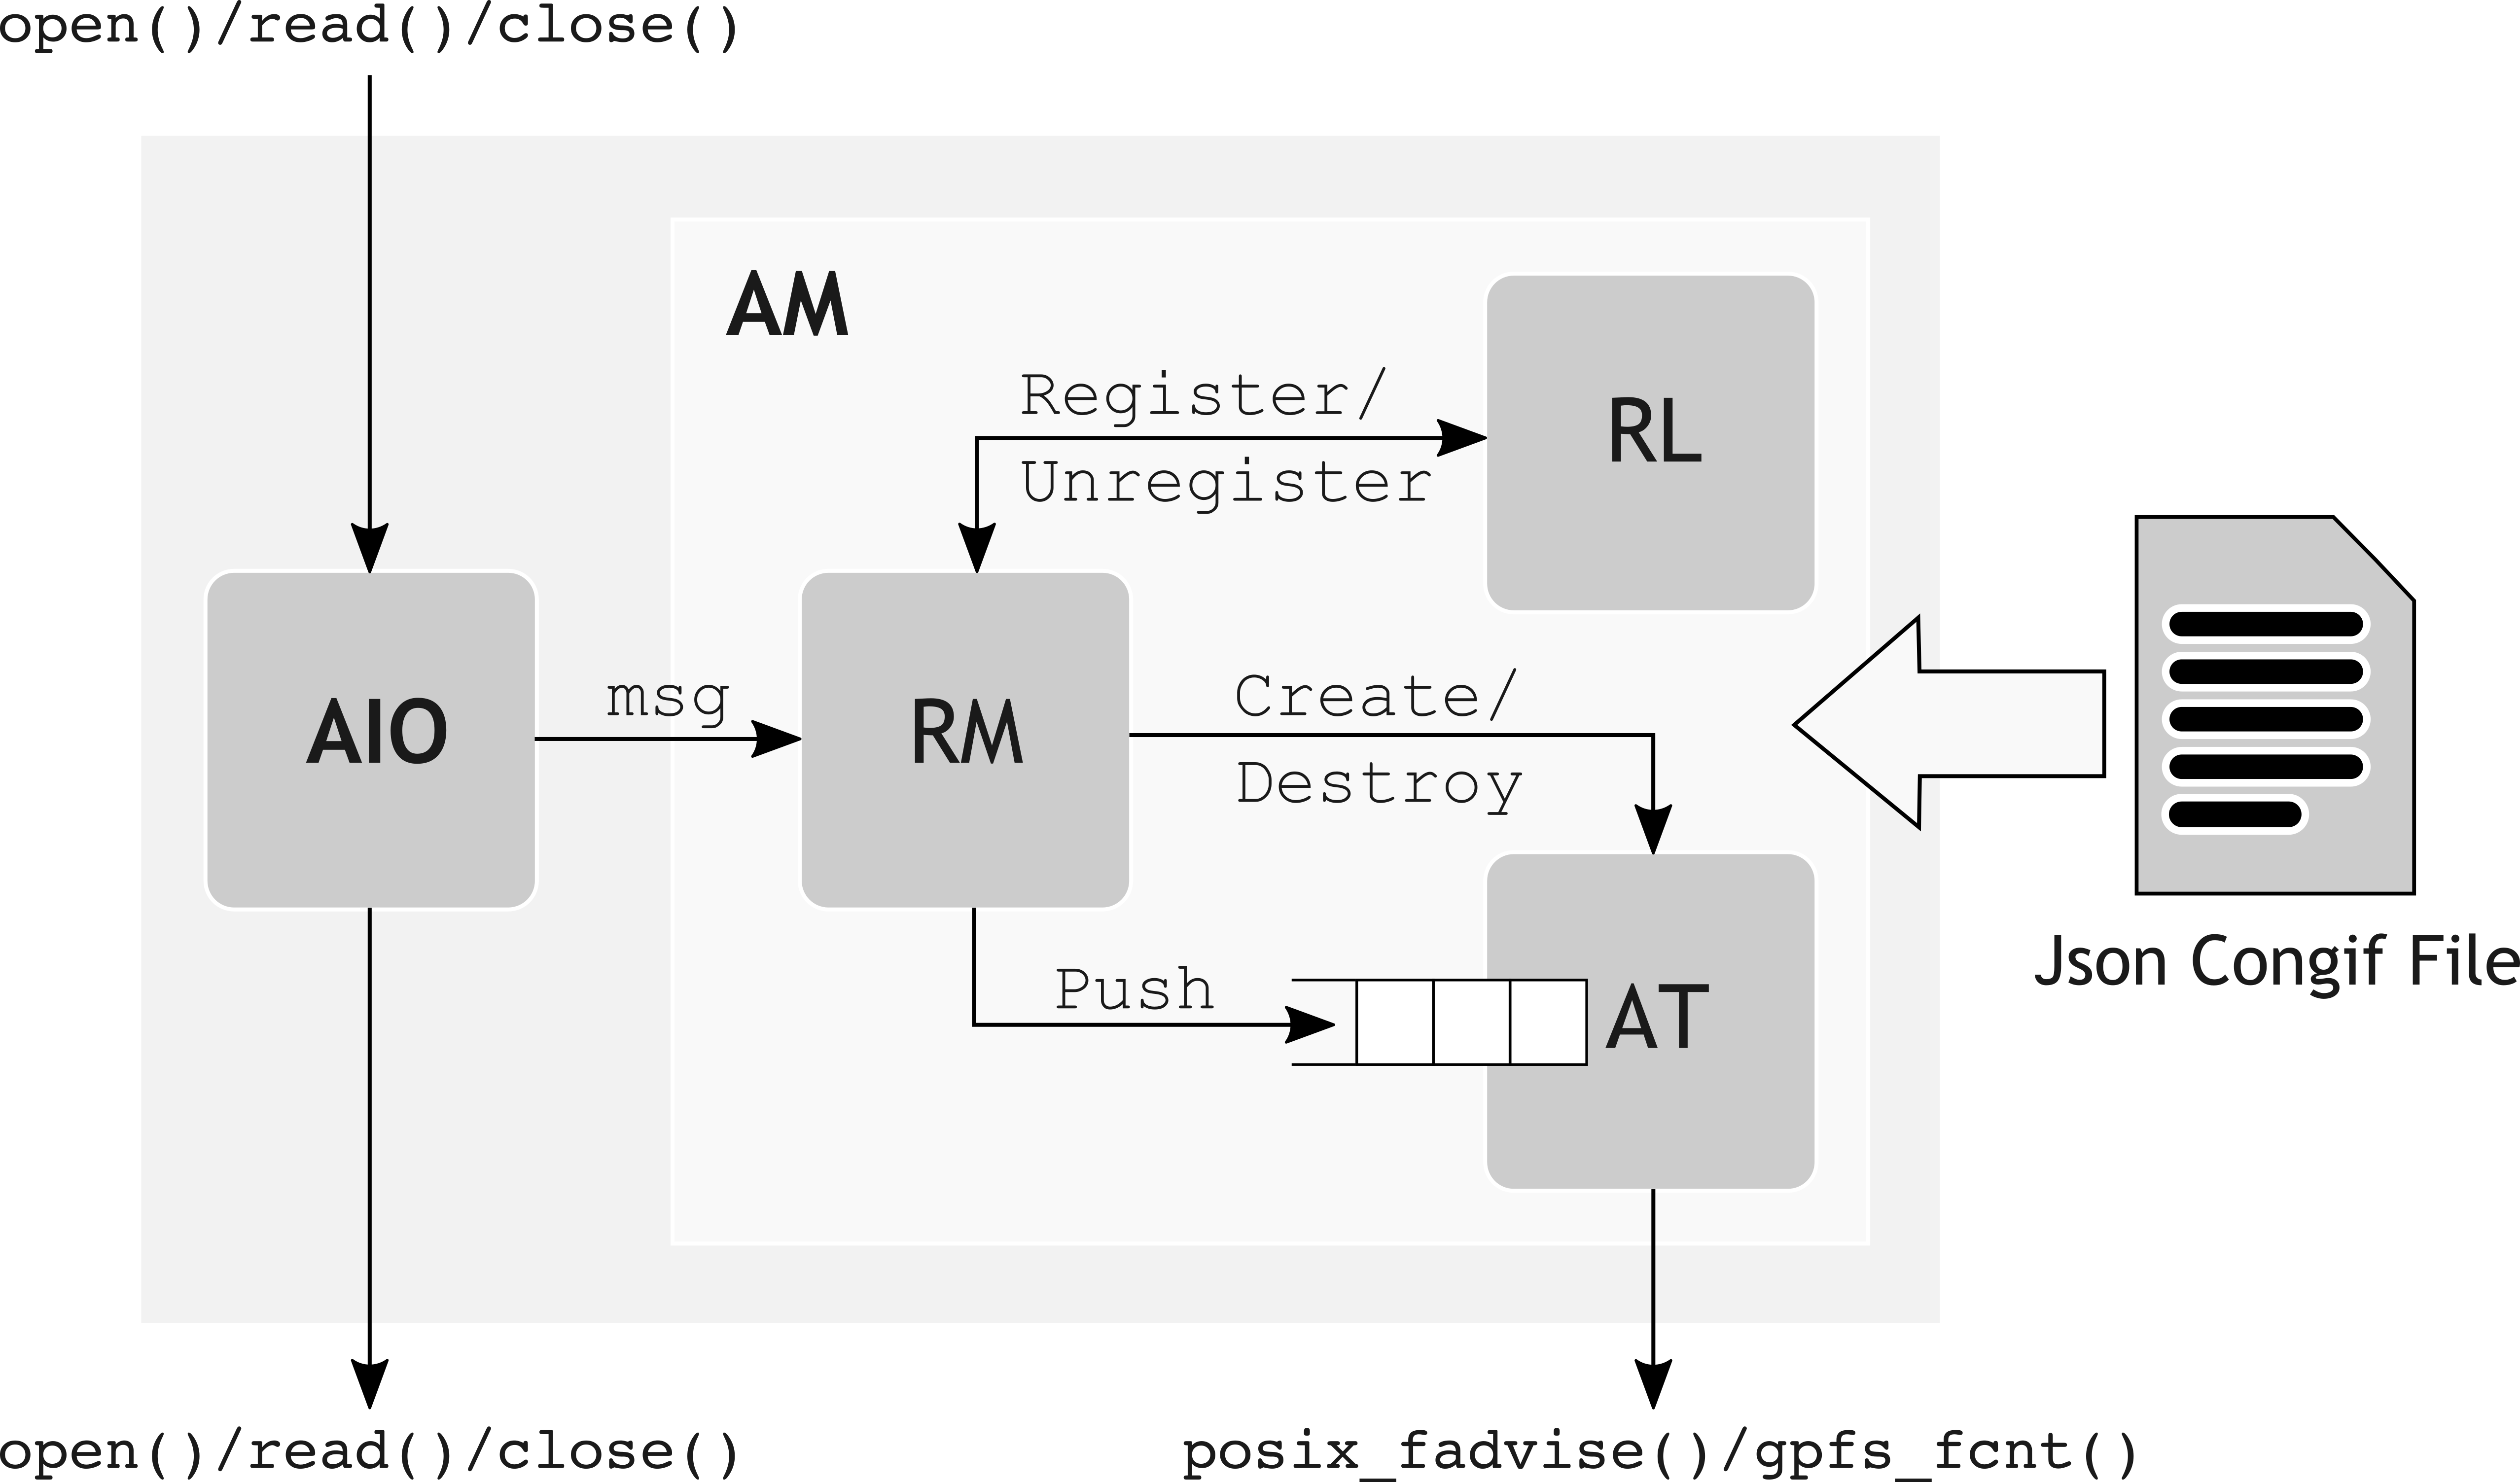 open()/read()/close()
AM
Register/
Unregister
RL
AIO
msg
RM
Create/
Destroy
Push
AT
Json Congif File
open()/read()/close()
posix_fadvise()/gpfs_fcnt()